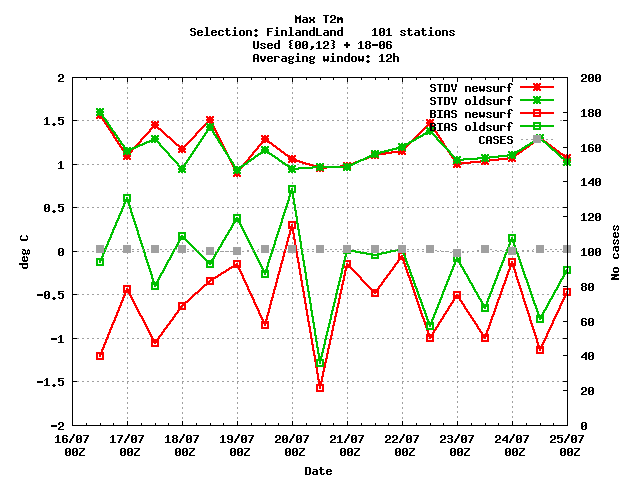 Max T2m
Selection: FinlandLand    101 stations
Used {00,12} + 18-06
Averaging window: 12h
STDV newsurf
STDV oldsurf
BIAS newsurf
BIAS oldsurf
CASES
2
1.5
1
0.5
0
-0.5
-1
-1.5
-2
deg C
200
180
160
140
120
100
80
60
40
20
0
No cases
16/07 17/07 18/07 19/07 20/07 21/07 22/07 23/07 24/07 25/07
00Z 00Z 00Z 00Z 00Z 00Z 00Z 00Z 00Z 00Z
Date